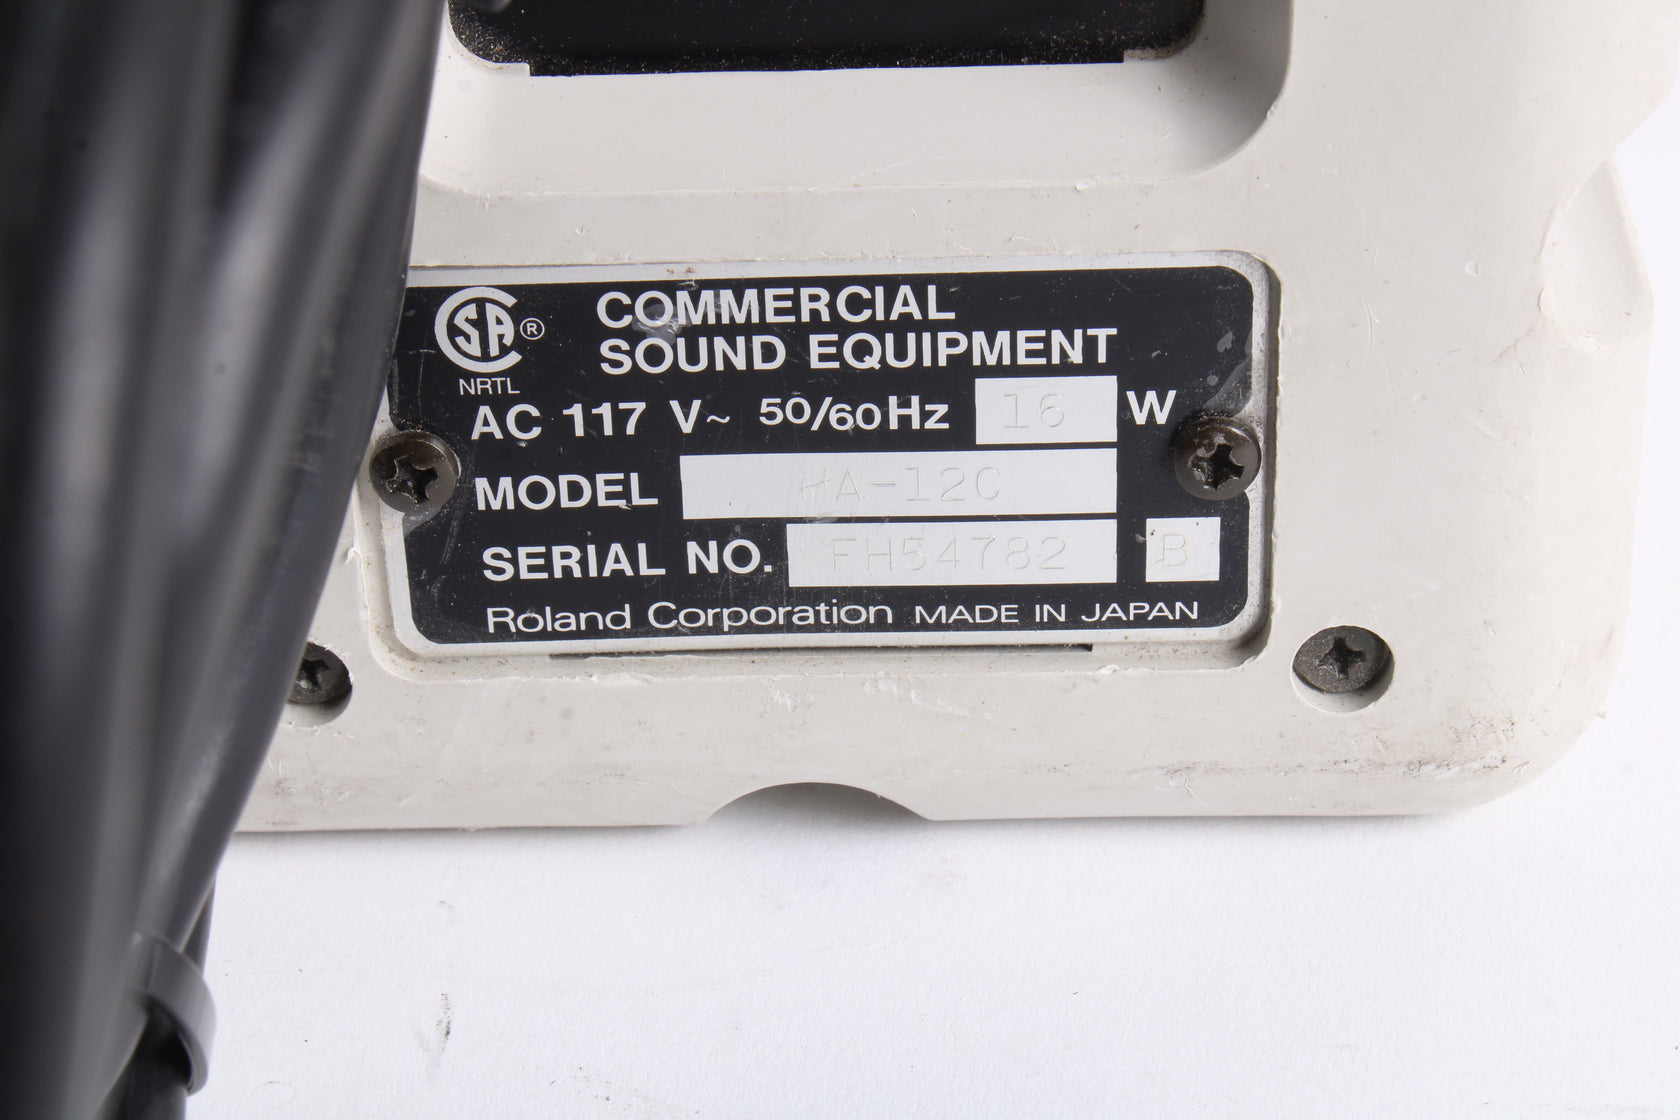 CSA ®
NRTL
COMMERCIAL
SOUND EQUIPMENT
AC 117 V~ 50/60Hz 16 W
MODEL MA-12C
SERIAL NO. FH54782 B
Roland Corporation MADE IN JAPAN